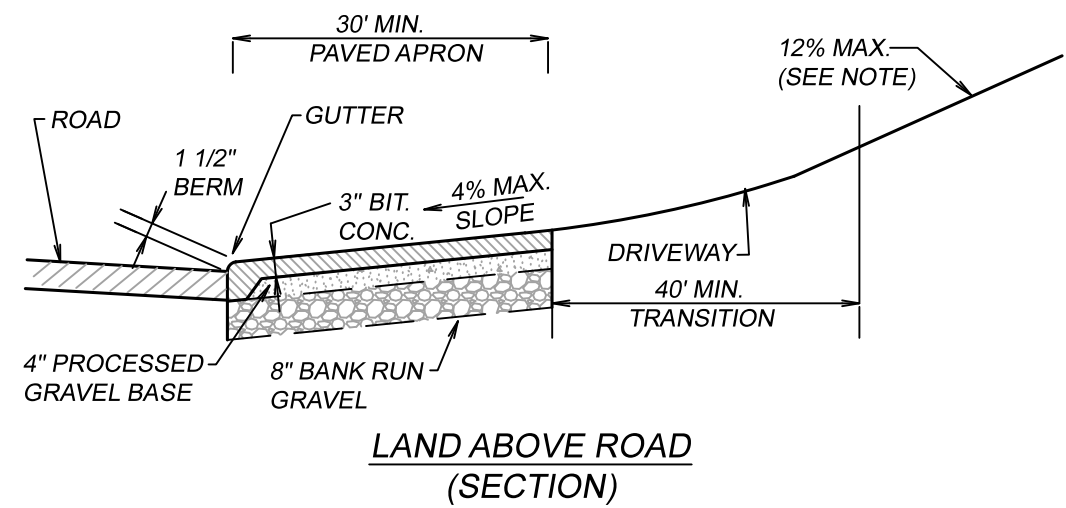 30' MIN.
PAVED APRON
12% MAX.
(SEE NOTE)
ROAD
GUTTER
1 1/2"
BERM
3" BIT.
CONC.
4% MAX.
SLOPE
DRIVEWAY
40' MIN.
TRANSITION
4" PROCESSED
GRAVEL BASE
8" BANK RUN
GRAVEL
LAND ABOVE ROAD
(SECTION)